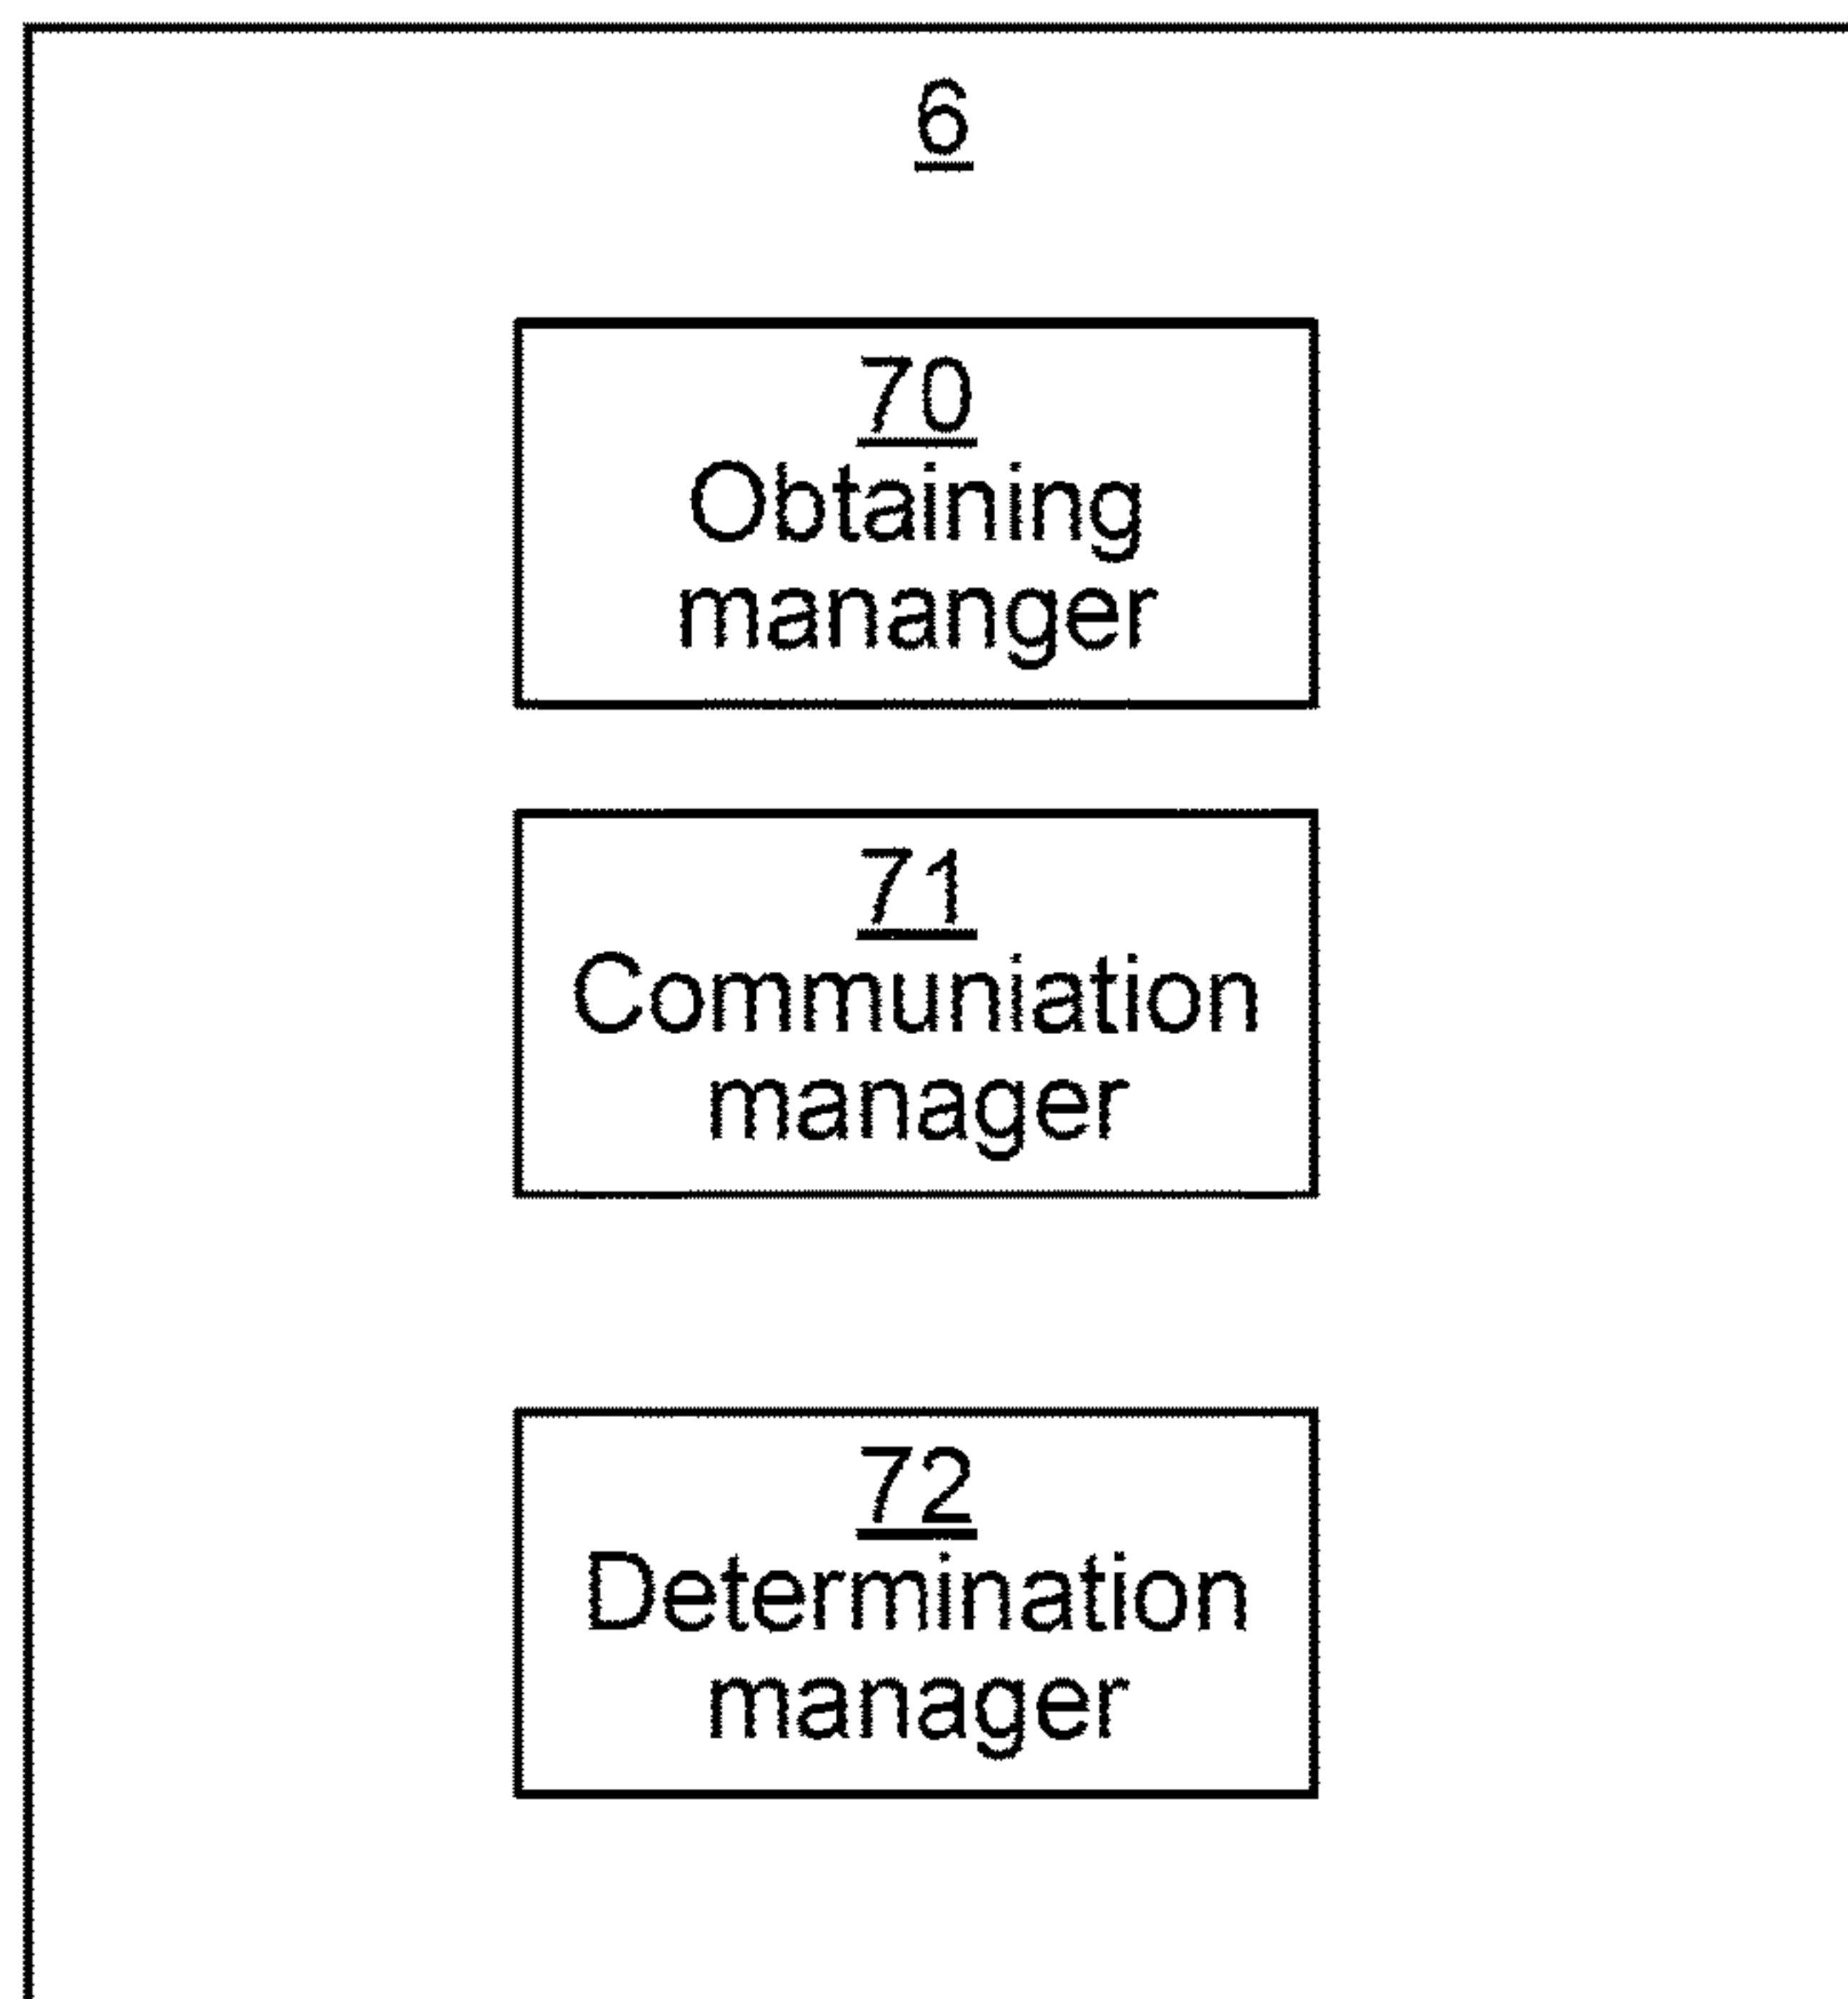 6
70
Obtaining
mananger
71
Communiation
manager
72
Determination
manager